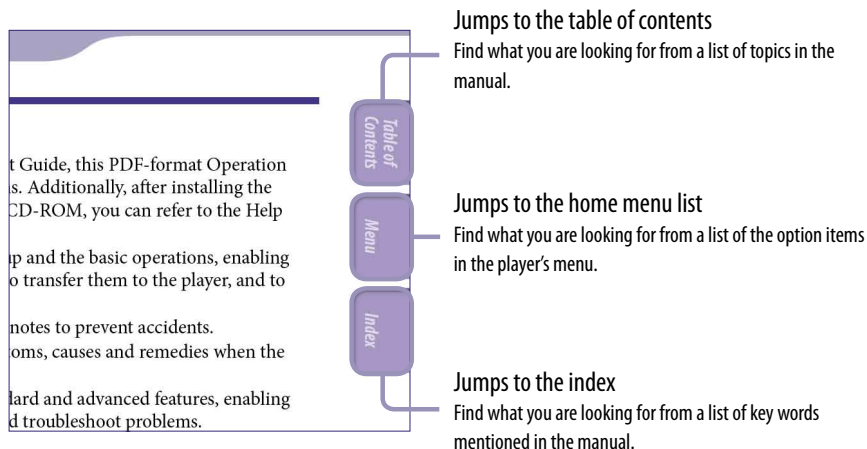 t Guide, this PDF-format Operation
s. Additionally, after installing the
CD-ROM, you can refer to the Help
up and the basic operations, enabling
o transfer them to the player, and to
notes to prevent accidents.
oms, causes and remedies when the
dard and advanced features, enabling
d troubleshoot problems.
Table of
Contents
Menu
Index
Jumps to the table of contents
Find what you are looking for from a list of topics in the
manual.
Jumps to the home menu list
Find what you are looking for from a list of the option items
in the player’s menu.
Jumps to the index
Find what you are looking for from a list of key words
mentioned in the manual.